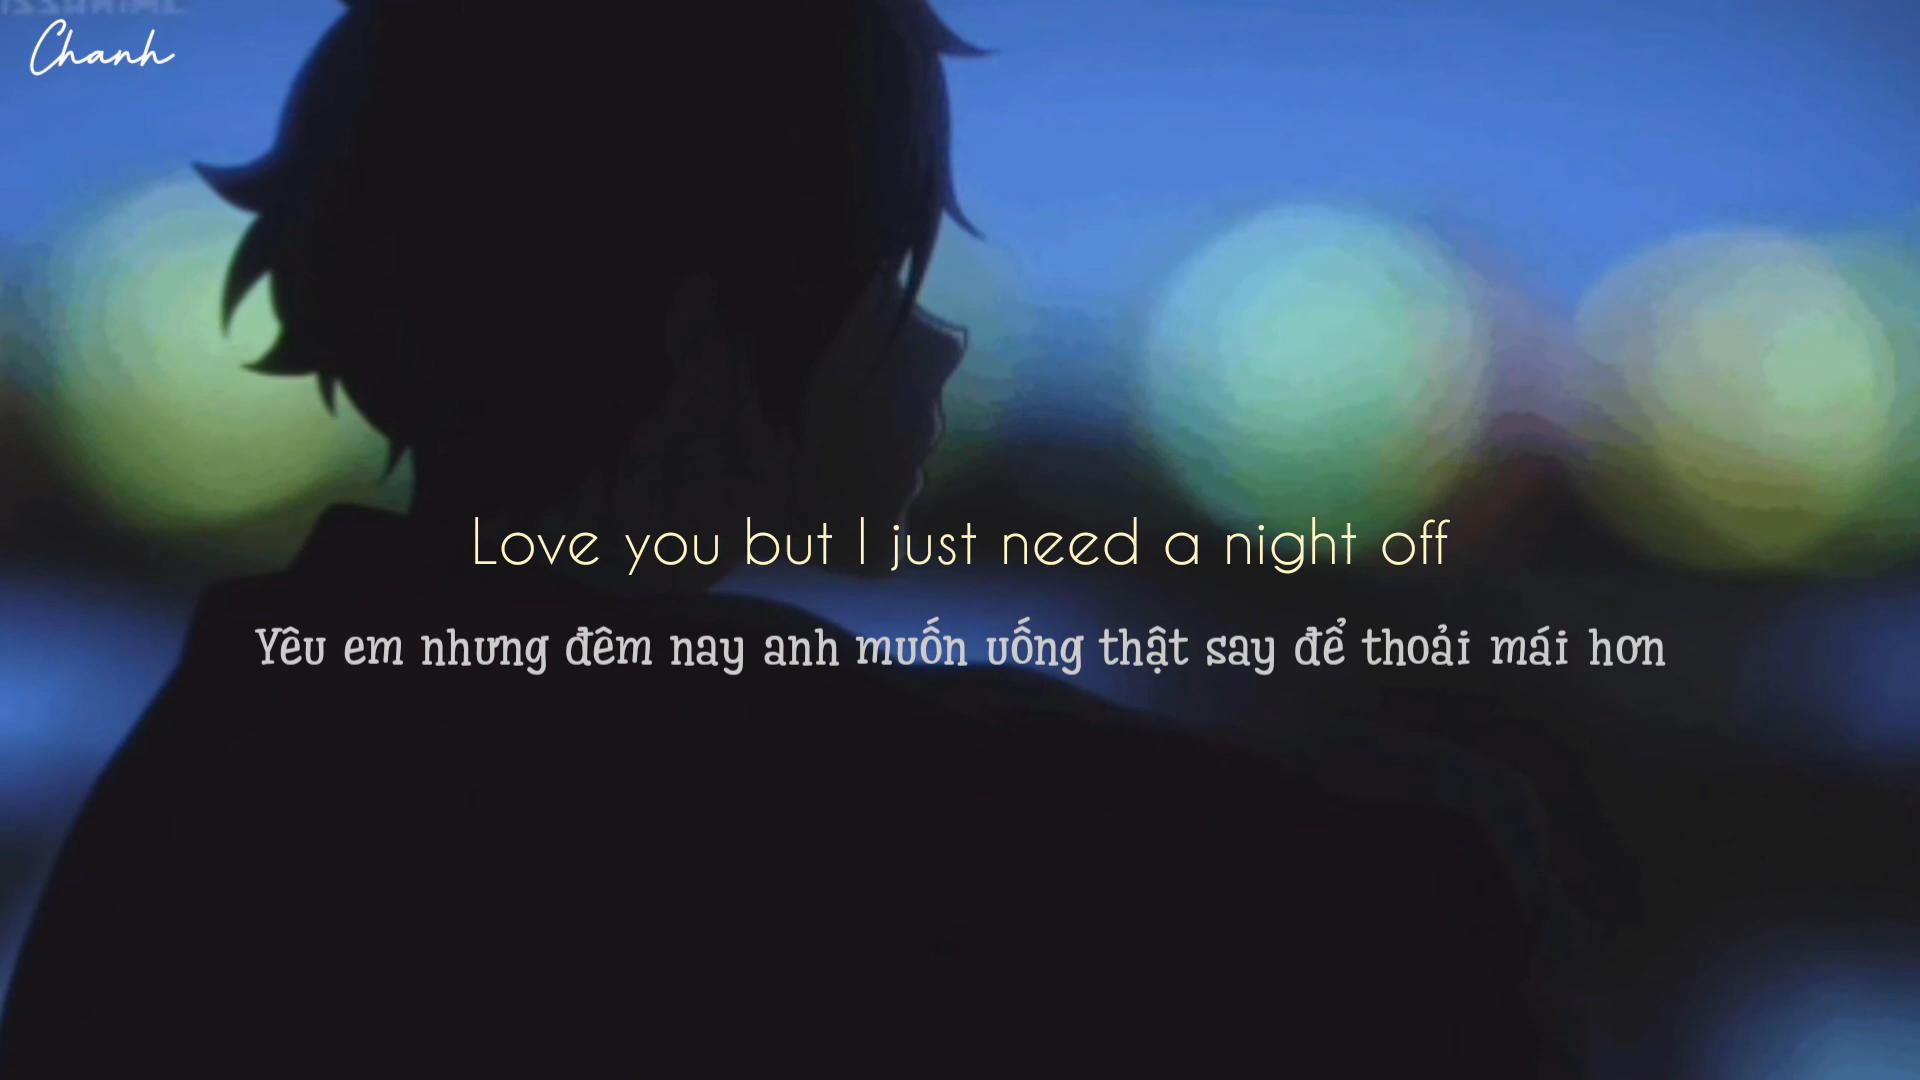 Chanh
Love you but I just need a night off
Yêu em nhưng đêm nay anh muốn uống thật say để thoải mái hơn